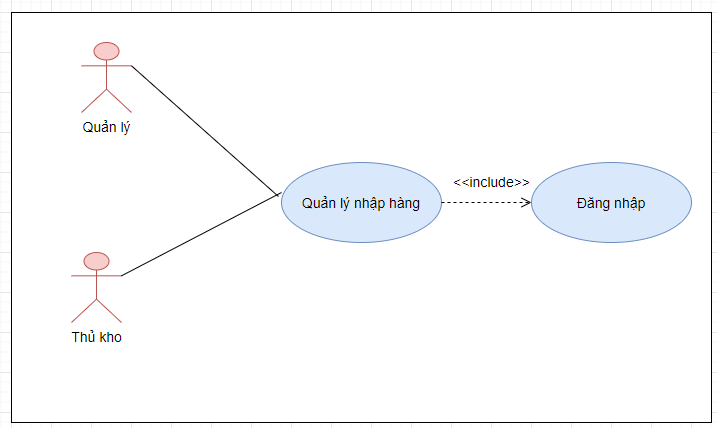 Quản lý
<<include>>
Quản lý nhập hàng
Đăng nhập
Thủ kho